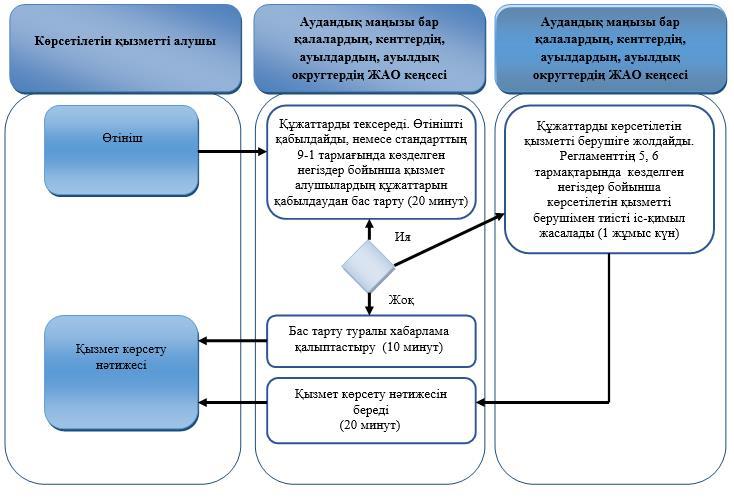 Көрсетілетін қызметті алушы
Аудандық маңызы бар
қалалардың, кенттердің,
ауылдардың, ауылдық
округтердің ЖАО кеңсесі
Аудандық маңызы бар
қалалардың, кенттердің,
ауылдардың, ауылдық
округтердің ЖАО кеңсесі
Өтініш
Құжаттарды тексереді. Өтінішті
қабылдайды, немесе стандарттың
9-1 тармағында көзделген
негіздер бойынша қызмет
алушылардың құжаттарын
қабылдаудан бас тарту (20 минут)
Құжаттарды көрсетілетін
қызметті берушіге жолдайды.
Регламенттің 5, 6
тармақтарында көзделген
негіздер бойынша
көрсетілетін қызметті
берушімен тиісті іс-қимыл
жасалады (1 жұмыс күн)
Ия
Жоқ
Қызмет көрсету
нәтижесі
Бас тарту туралы хабарлама
қалыптастыру (10 минут)
Қызмет көрсету нәтижесін
береді
(20 минут)